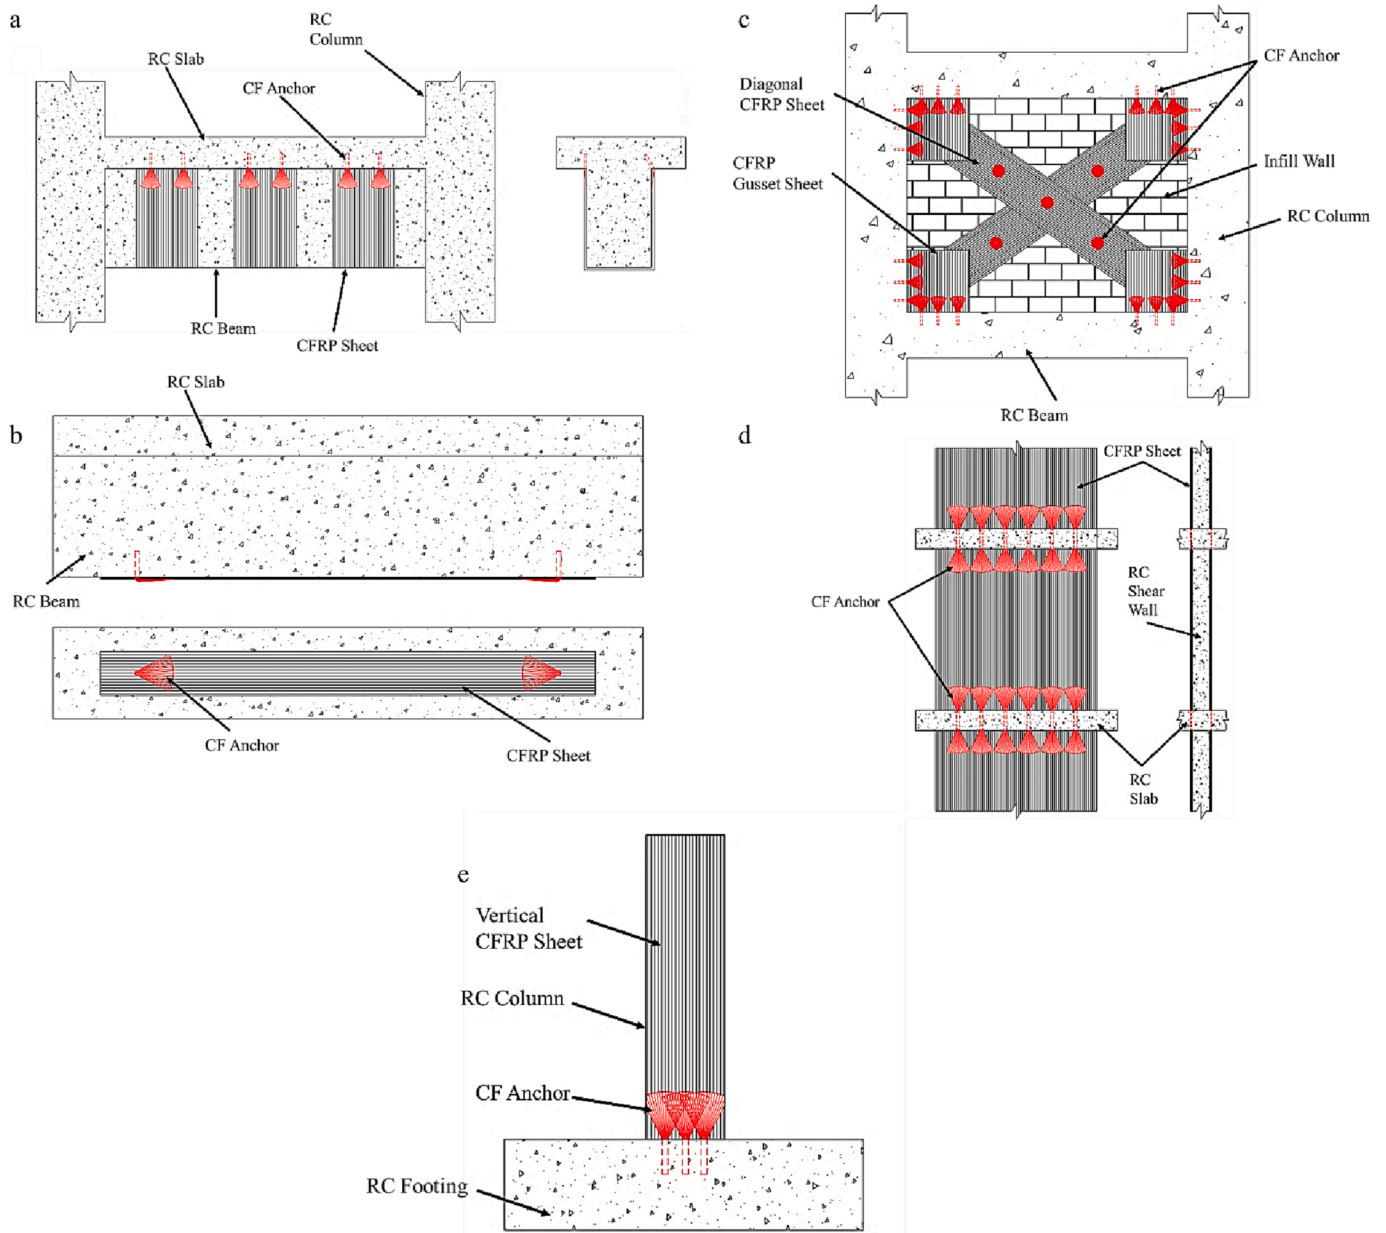 a
RC
Column
RC Slab
CF Anchor
RC Beam
CFRP Sheet
b
RC Slab
RC Beam
CF Anchor
CFRP Sheet
c
CF Anchor
Diagonal
CFRP Sheet
CFRP
Gusset Sheet
Infill Wall
RC Column
RC Beam
d
CFRP Sheet
CF Anchor
RC
Shear
Wall
RC
Slab
e
Vertical
CFRP Sheet
RC Column
CF Anchor
RC Footing